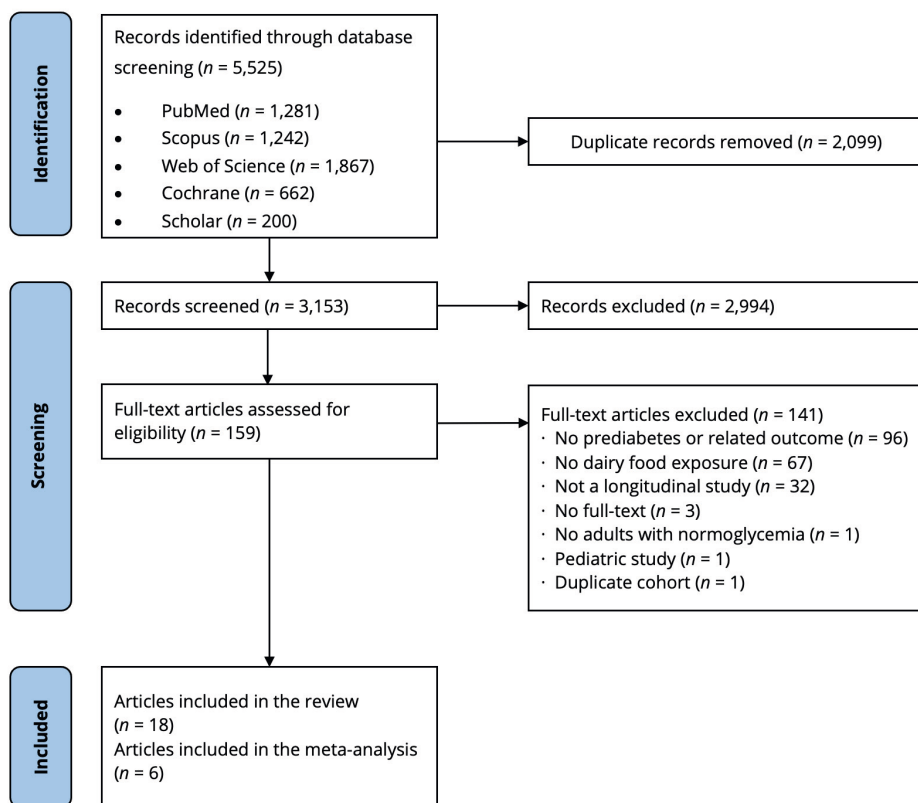 Identification
Records identified through database
screening (n = 5,525)
• PubMed (n = 1,281)
• Scopus (n = 1,242)
• Web of Science (n = 1,867)
• Cochrane (n = 662)
• Scholar (n = 200)
Duplicate records removed (n = 2,099)
Screening
Records screened (n = 3,153)
Records excluded (n = 2,994)
Full-text articles assessed for
eligibility (n = 159)
Full-text articles excluded (n = 141)
· No prediabetes or related outcome (n = 96)
· No dairy food exposure (n = 67)
· Not a longitudinal study (n = 32)
· No full-text (n = 3)
· No adults with normoglycemia (n = 1)
· Pediatric study (n = 1)
· Duplicate cohort (n = 1)
Included
Articles included in the review
(n = 18)
Articles included in the meta-analysis
(n = 6)